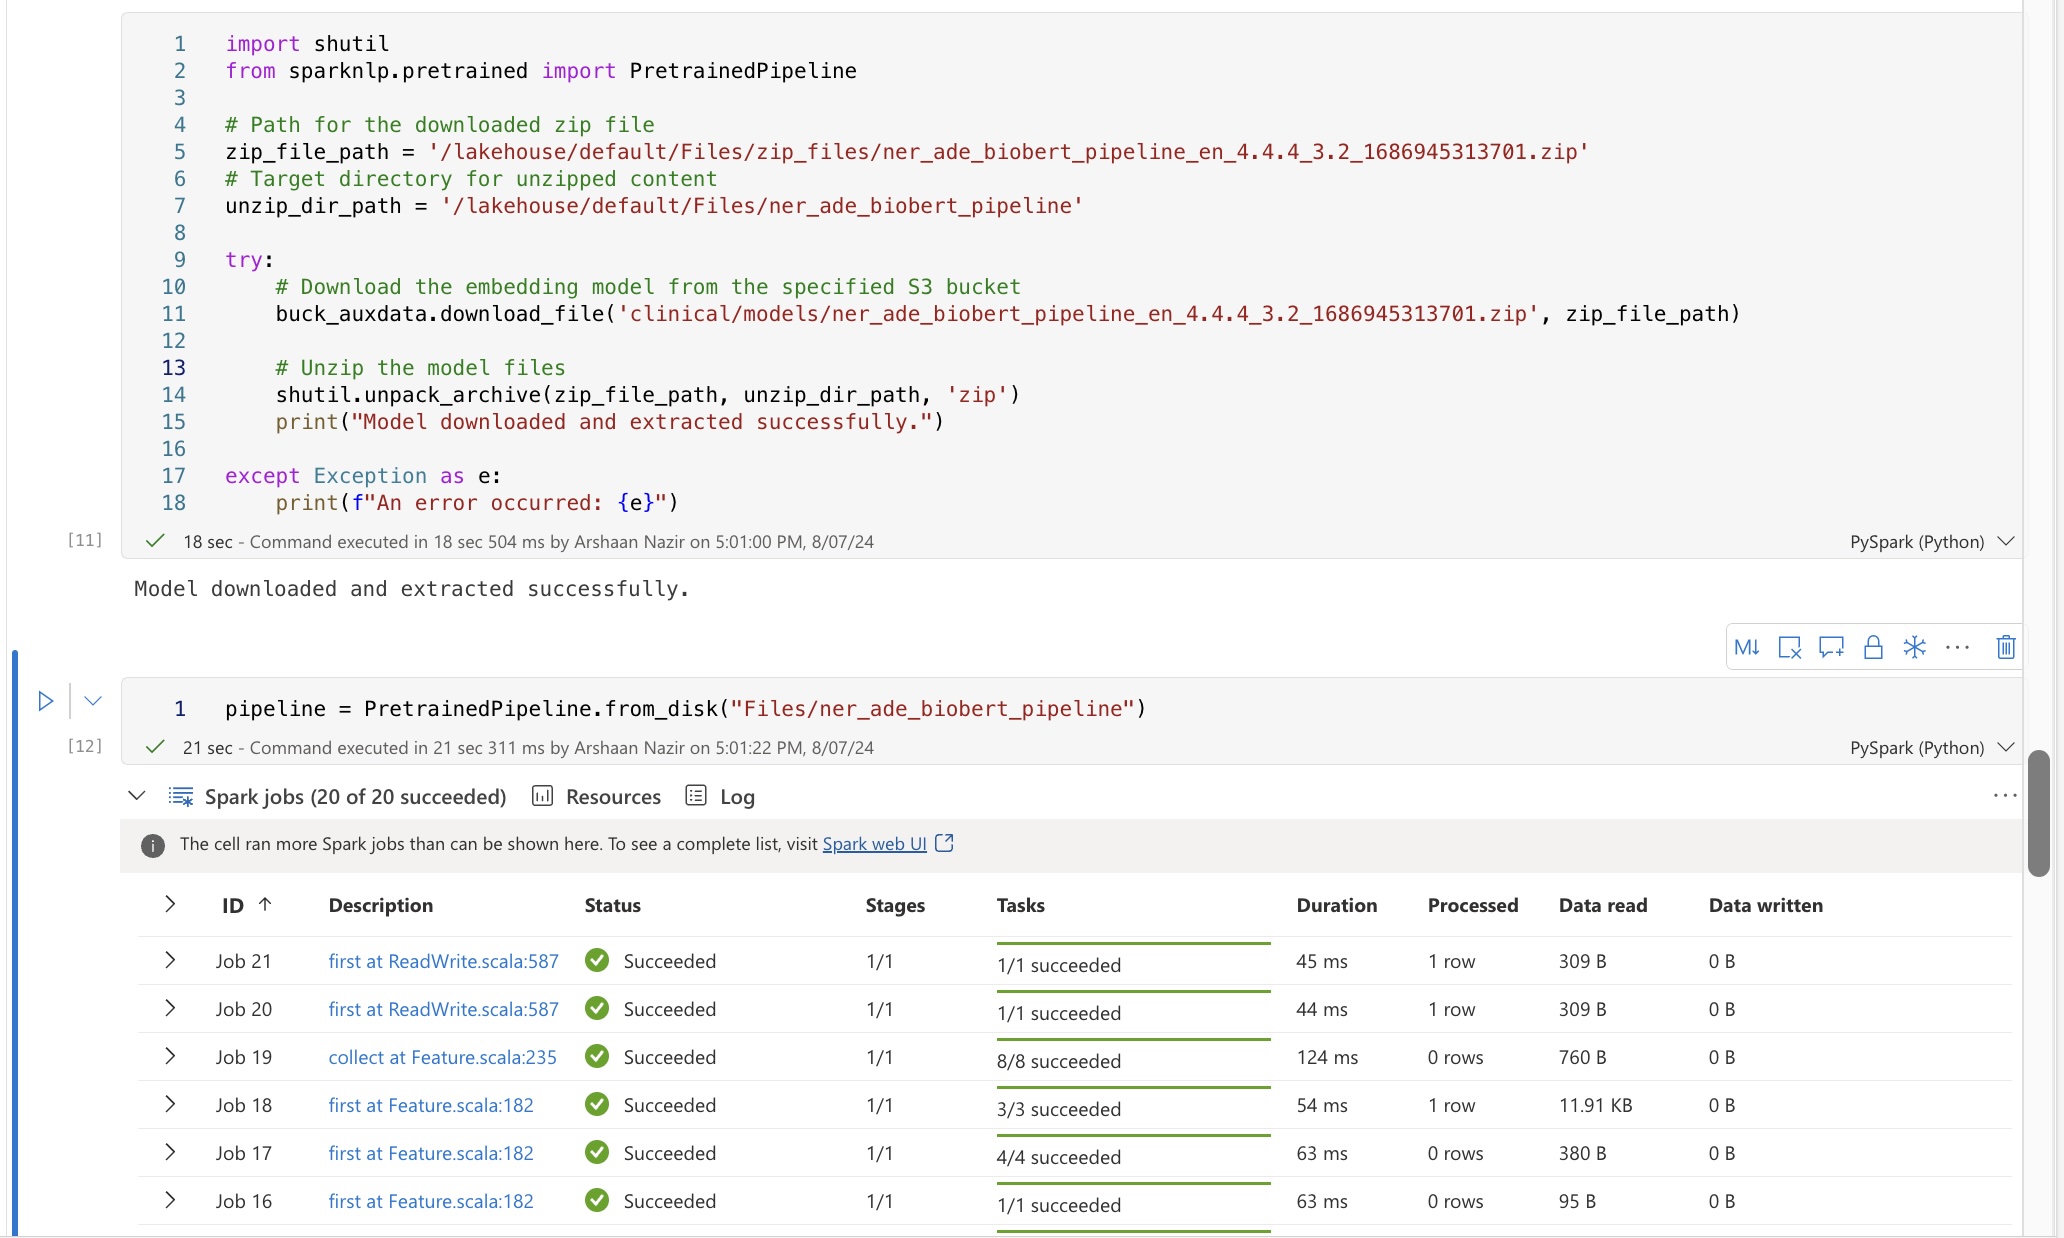 1 import shutil
2 from sparknlp.pretrained import PretrainedPipeline
3
4 # Path for the downloaded zip file
5 zip_file_path = '/lakehouse/default/Files/zip_files/ner_ade_biobert_pipeline_en_4.4.4_3.2_1686945313701.zip'
6 # Target directory for unzipped content
7 unzip_dir_path = '/lakehouse/default/Files/ner_ade_biobert_pipeline'
8
9 try:
10     # Download the embedding model from the specified S3 bucket
11     buck_auxdata.download_file('clinical/models/ner_ade_biobert_pipeline_en_4.4.4_3.2_1686945313701.zip', zip_file_path)
12
13     # Unzip the model files
14     shutil.unpack_archive(zip_file_path, unzip_dir_path, 'zip')
15     print("Model downloaded and extracted successfully.")
16
17 except Exception as e:
18     print(f"An error occurred: {e}")
[11] 18 sec - Command executed in 18 sec 504 ms by Arshaan Nazir on 5:01:00 PM, 8/07/24 PySpark (Python)
Model downloaded and extracted successfully.
M↓ ···
1 pipeline = PretrainedPipeline.from_disk("Files/ner_ade_biobert_pipeline")
[12] 21 sec - Command executed in 21 sec 311 ms by Arshaan Nazir on 5:01:22 PM, 8/07/24 PySpark (Python)
Spark jobs (20 of 20 succeeded) Resources Log ···
The cell ran more Spark jobs than can be shown here. To see a complete list, visit Spark web UI
ID ↑ Description Status Stages Tasks Duration Processed Data read Data written
Job 21 first at ReadWrite.scala:587 Succeeded 1/1 1/1 succeeded 45 ms 1 row 309 B 0 B
Job 20 first at ReadWrite.scala:587 Succeeded 1/1 1/1 succeeded 44 ms 1 row 309 B 0 B
Job 19 collect at Feature.scala:235 Succeeded 1/1 8/8 succeeded 124 ms 0 rows 760 B 0 B
Job 18 first at Feature.scala:182 Succeeded 1/1 3/3 succeeded 54 ms 1 row 11.91 KB 0 B
Job 17 first at Feature.scala:182 Succeeded 1/1 4/4 succeeded 63 ms 0 rows 380 B 0 B
Job 16 first at Feature.scala:182 Succeeded 1/1 1/1 succeeded 63 ms 0 rows 95 B 0 B